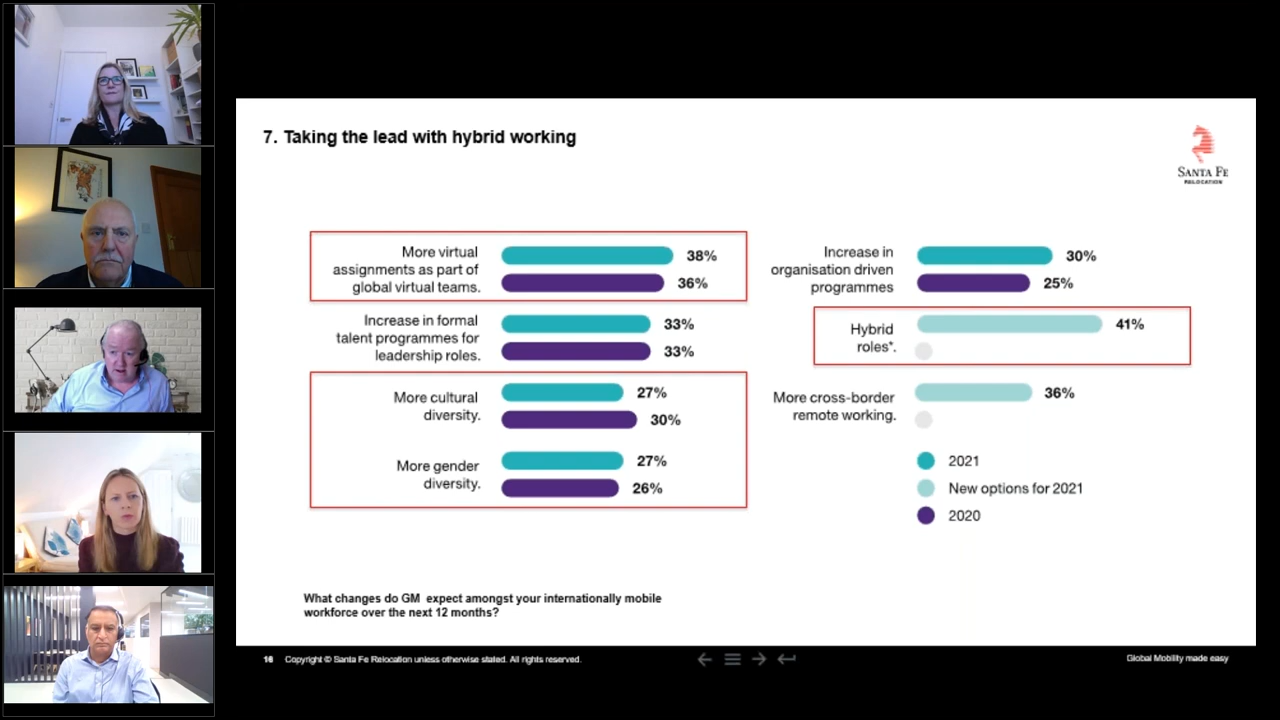 7. Taking the lead with hybrid working
SANTA FE
RELOCATION
More virtual
assignments as part of
global virtual teams.
38%
36%
Increase in formal
talent programmes for
leadership roles.
33%
33%
More cultural
diversity.
27%
30%
More gender
diversity.
27%
26%
Increase in
organisation driven
programmes
30%
25%
Hybrid
roles*.
41%
More cross-border
remote working.
36%
2021
New options for 2021
2020
What changes do GM expect amongst your internationally mobile
workforce over the next 12 months?
16 Copyright © Santa Fe Relocation unless otherwise stated. All rights reserved.
Global Mobility made easy